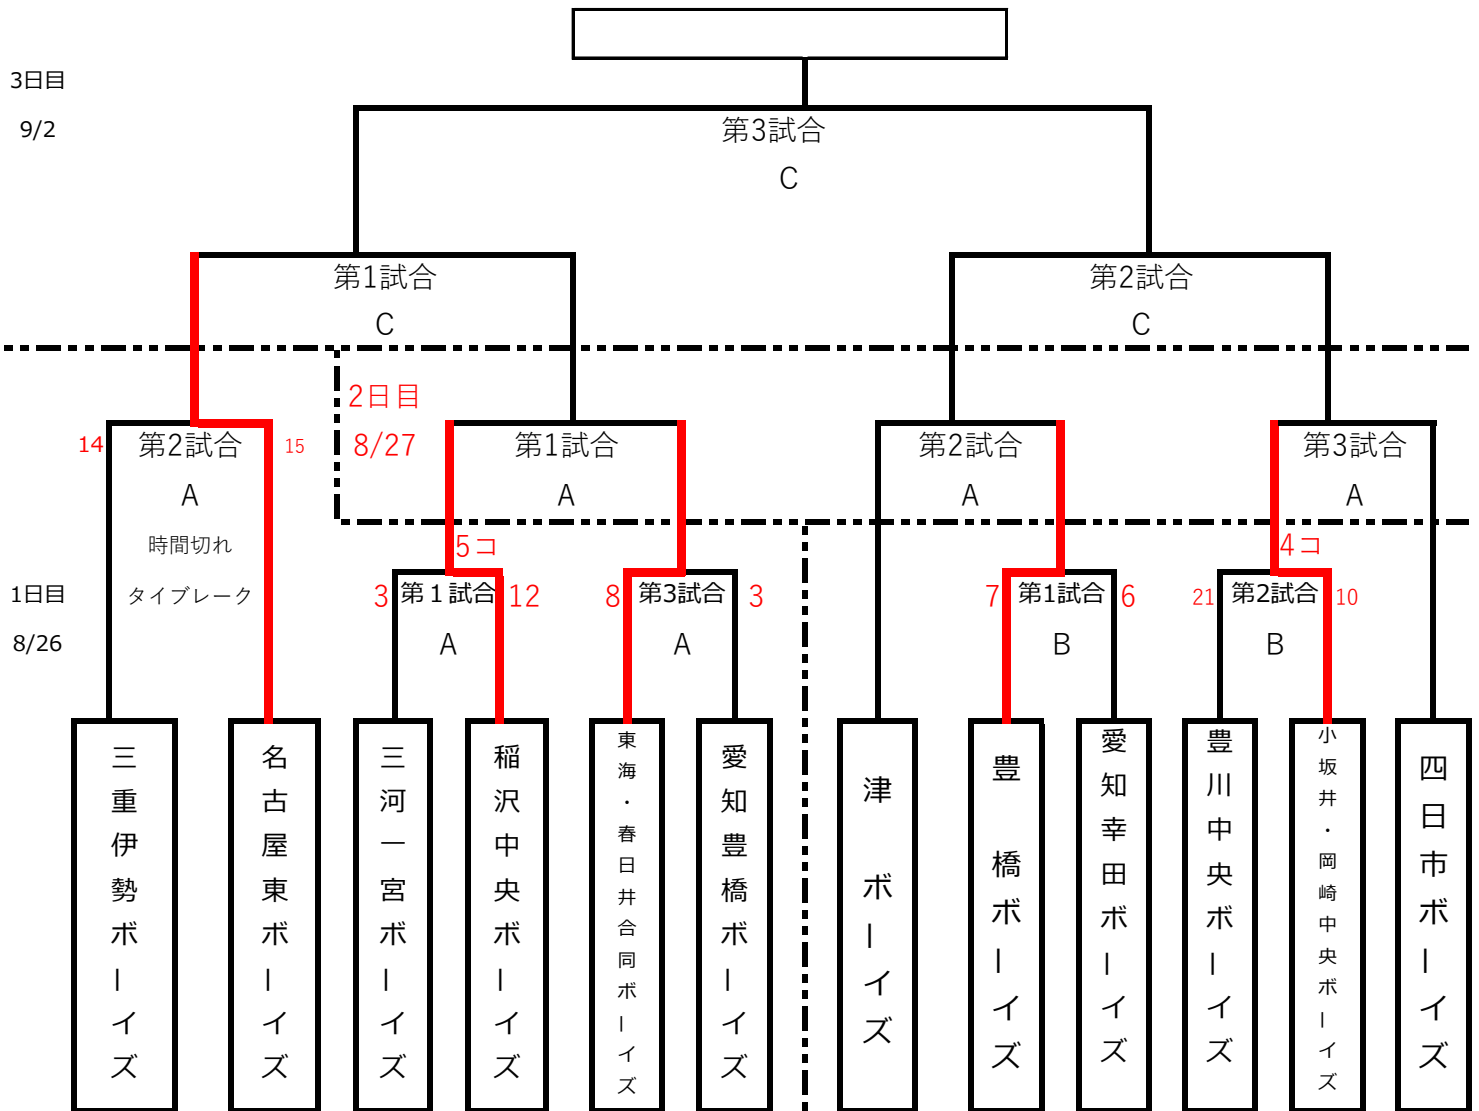 3日目
9/2
第3試合
C
第1試合
C
第2試合
C
2日目
8/27
14
第2試合
15
A
時間切れ
タイブレーク
第1試合
A
第2試合
A
第3試合
A
1日目
8/26
5コ
3
第１試合
12
A
8
第3試合
3
A
7
第1試合
6
B
4コ
21
第2試合
10
B
三重伊勢ボーイズ
名古屋東ボーイズ
三河一宮ボーイズ
稲沢中央ボーイズ
東海・春日井合同ボーイズ
愛知豊橋ボーイズ
津　ボーイズ
豊　橋ボーイズ
愛知幸田ボーイズ
豊川中央ボーイズ
小坂井・岡崎中央ボーイズ
四日市ボーイズ